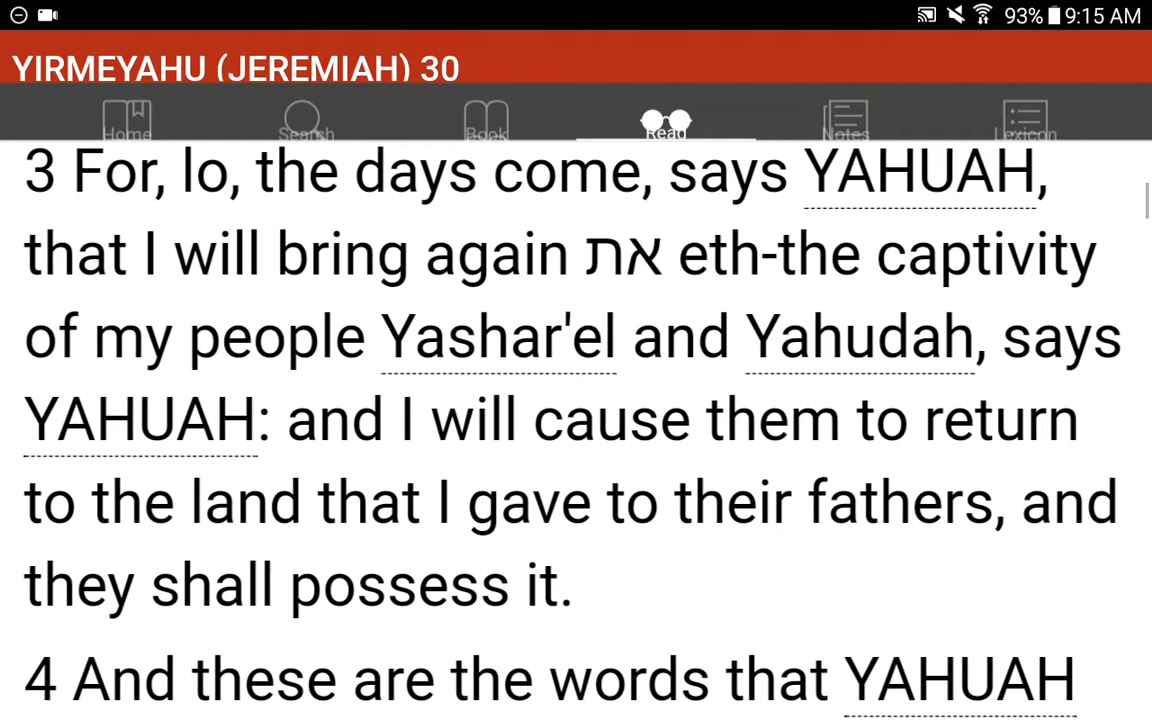 93% 9:15 AM
YIRMEYAHU (JEREMIAH) 30
Home Search Book Read Notes Lexicon
3 For, lo, the days come, says YAHUAH,
that I will bring again את eth-the captivity
of my people Yashar'el and Yahudah, says
YAHUAH: and I will cause them to return
to the land that I gave to their fathers, and
they shall possess it.
4 And these are the words that YAHUAH